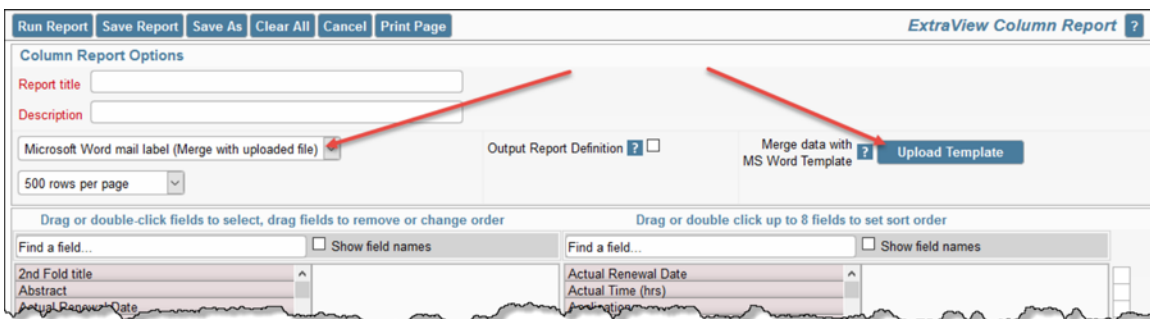 Run Report Save Report Save As Clear All Cancel Print Page ExtraView Column Report ?
Column Report Options
Report title
Description
Microsoft Word mail label (Merge with uploaded file) Output Report Definition ? Merge data with MS Word Template ? Upload Template
500 rows per page
Drag or double-click fields to select, drag fields to remove or change order Drag or double click up to 8 fields to set sort order
Find a field... Show field names Find a field... Show field names
2nd Fold title Actual Renewal Date
Abstract Actual Time (hrs)
Actual Renewal Date Application